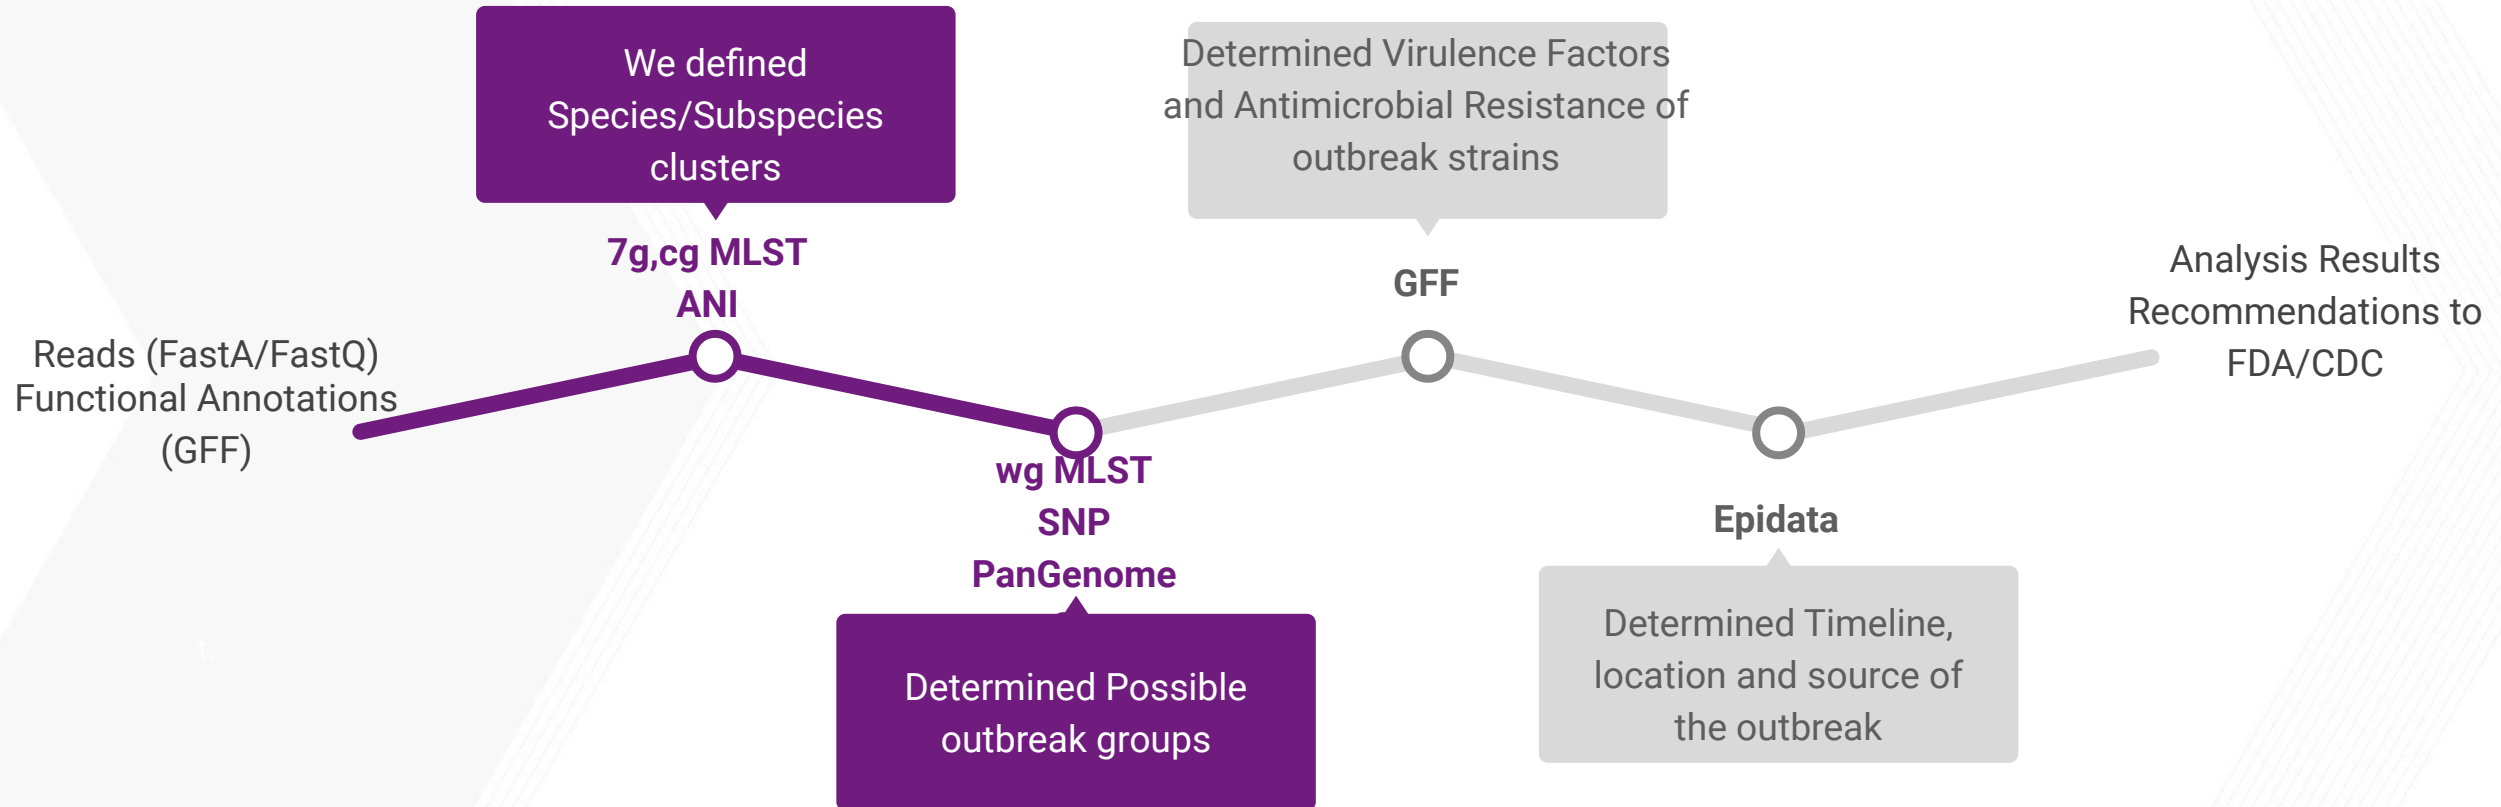 Reads (FastA/FastQ)
Functional Annotations
(GFF)
We defined
Species/Subspecies
clusters
7g,cg MLST
ANI
wg MLST
SNP
PanGenome
Determined Possible
outbreak groups
Determined Virulence Factors
and Antimicrobial Resistance of
outbreak strains
GFF
Epidata
Determined Timeline,
location and source of
the outbreak
Analysis Results
Recommendations to
FDA/CDC
t.